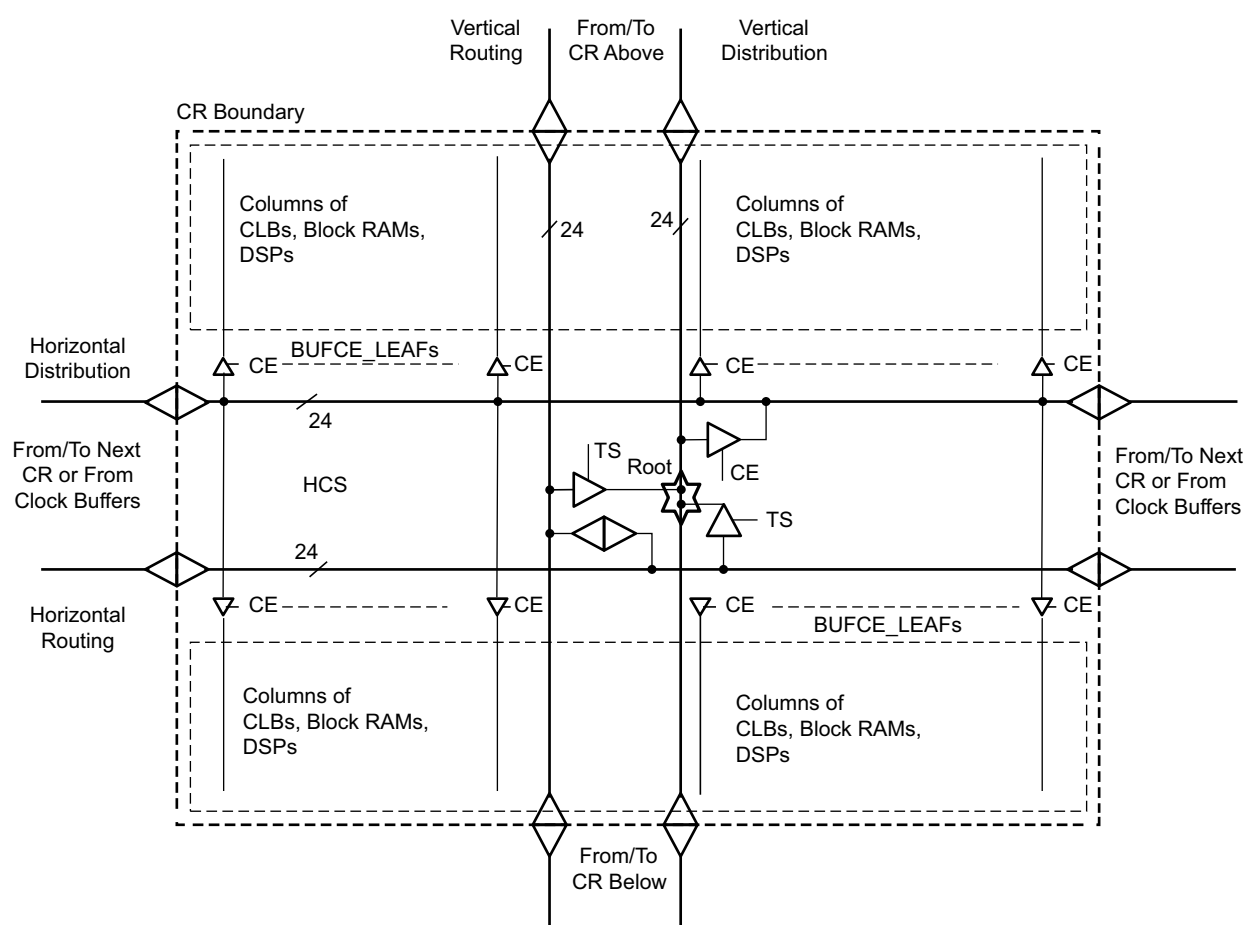 Vertical
Routing
From/To
CR Above
Vertical
Distribution
CR Boundary
Columns of
CLBs, Block RAMs,
DSPs
24
24
Columns of
CLBs, Block RAMs,
DSPs
Horizontal
Distribution
CE
BUFCE_LEAFs
CE
CE
CE
24
From/To Next
CR or From
Clock Buffers
HCS
TS
Root
CE
TS
From/To Next
CR or From
Clock Buffers
24
Horizontal
Routing
CE
CE
CE
CE
BUFCE_LEAFs
Columns of
CLBs, Block RAMs,
DSPs
Columns of
CLBs, Block RAMs,
DSPs
From/To
CR Below